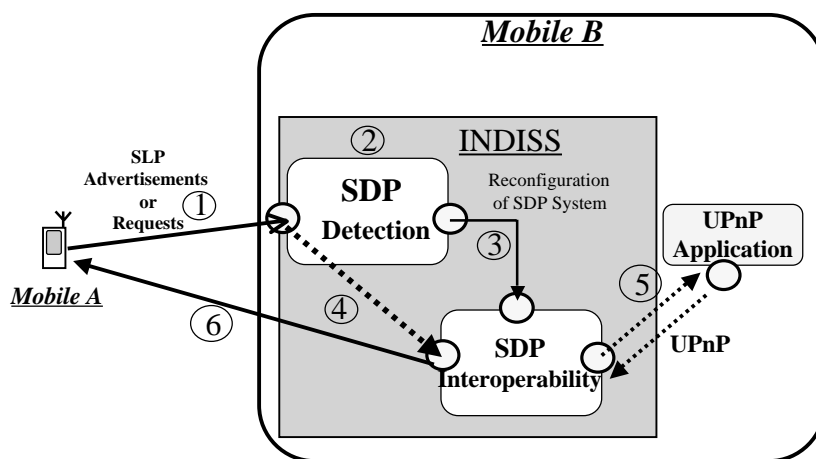 Mobile B
INDISS
②
SLP
Advertisements
or
Requests
①
SDP
Detection
Reconfiguration
of SDP System
③
UPnP
Application
Mobile A
④
⑤
⑥
SDP
Interoperability
UPnP